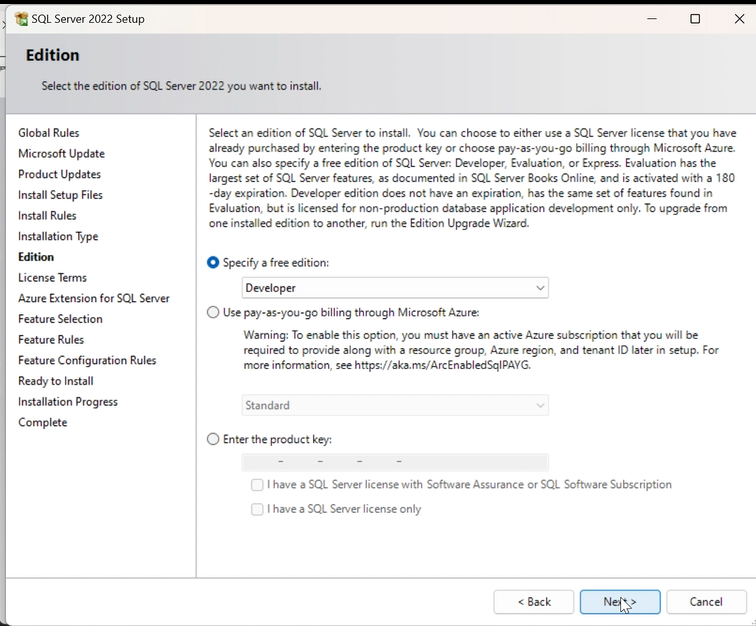 SQL Server 2022 Setup
Edition
Select the edition of SQL Server 2022 you want to install.
Global Rules
Microsoft Update
Product Updates
Install Setup Files
Install Rules
Installation Type
Edition
License Terms
Azure Extension for SQL Server
Feature Selection
Feature Rules
Feature Configuration Rules
Ready to Install
Installation Progress
Complete
Select an edition of SQL Server to install. You can choose to either use a SQL Server license that you have
already purchased by entering the product key or choose pay-as-you-go billing through Microsoft Azure.
You can also specify a free edition of SQL Server: Developer, Evaluation, or Express. Evaluation has the
largest set of SQL Server features, as documented in SQL Server Books Online, and is activated with a 180
-day expiration. Developer edition does not have an expiration, has the same set of features found in
Evaluation, but is licensed for non-production database application development only. To upgrade from
one installed edition to another, run the Edition Upgrade Wizard.
Specify a free edition:
Developer
Use pay-as-you-go billing through Microsoft Azure:
Warning: To enable this option, you must have an active Azure subscription that you will be
required to provide along with a resource group, Azure region, and tenant ID later in setup. For
more information, see https://aka.ms/ArcEnabledSqlPAYG.
Standard
Enter the product key:
- - - -
I have a SQL Server license with Software Assurance or SQL Software Subscription
I have a SQL Server license only
< Back Next > Cancel